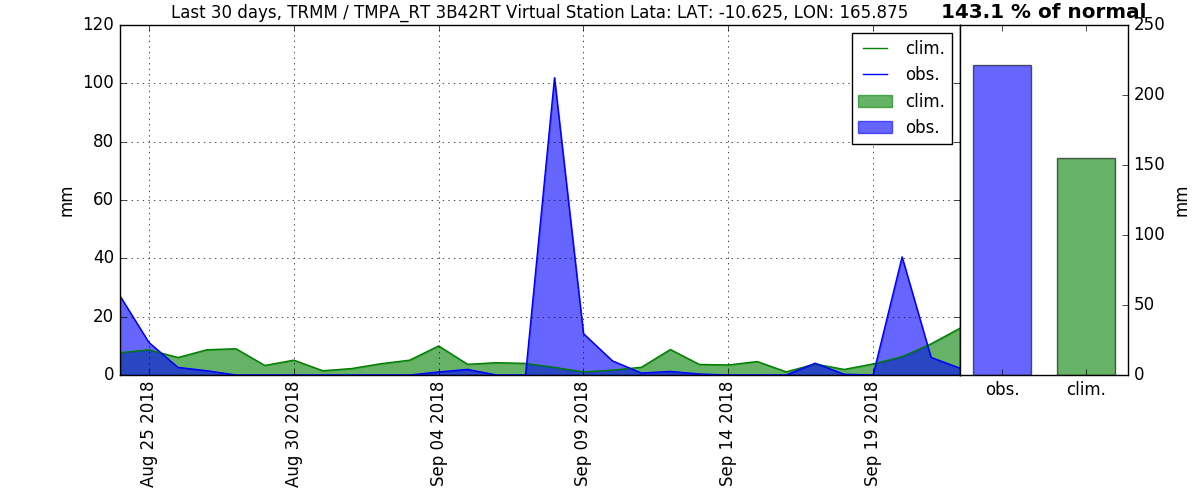 Last 30 days, TRMM / TMPA_RT 3B42RT Virtual Station Lata: LAT: -10.625, LON: 165.875
143.1 % of normal
120
100
80
60
40
20
0
mm
clim.
obs.
clim.
obs.
Aug 25 2018
Aug 30 2018
Sep 04 2018
Sep 09 2018
Sep 14 2018
Sep 19 2018
250
200
150
100
50
0
mm
obs.
clim.